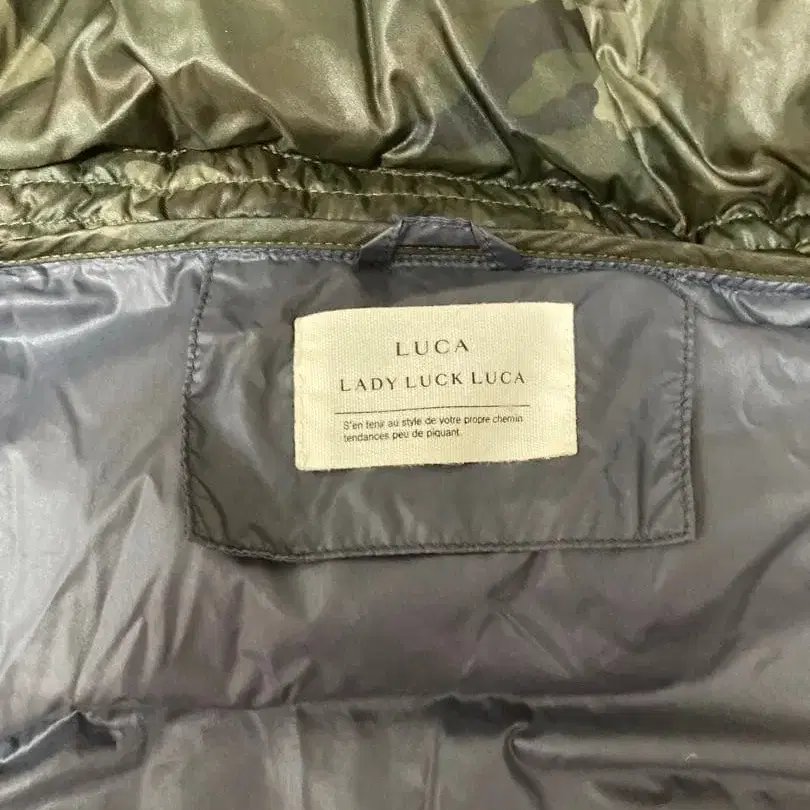 LUCA
LADY LUCK LUCA
S'en tenir au style de votre propre chemin
tendances peu de piquant.